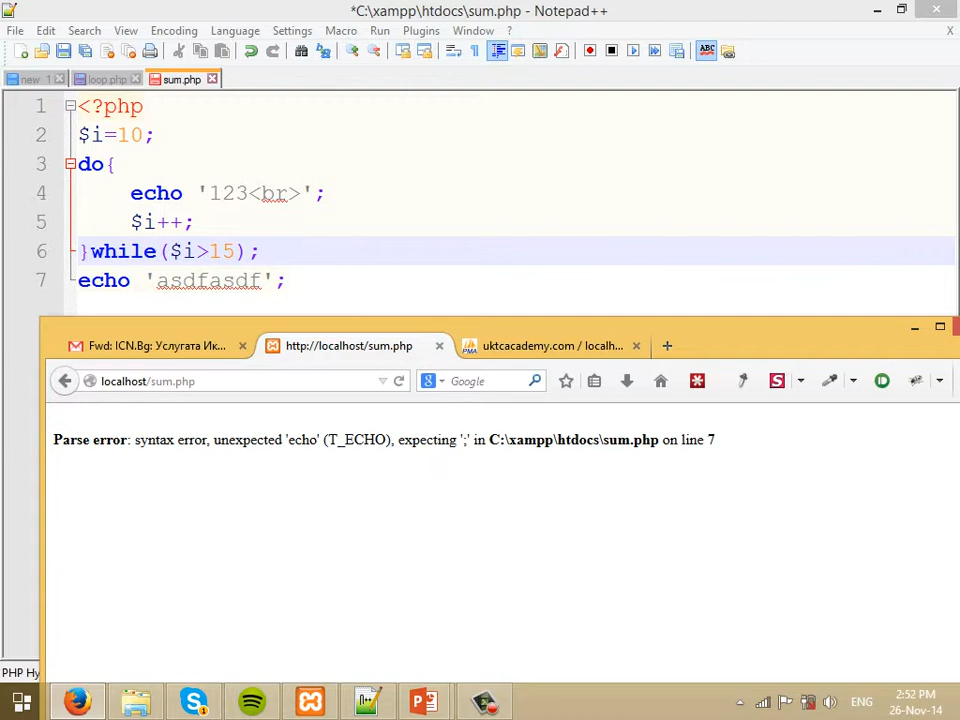 *C:\xampp\htdocs\sum.php - Notepad++
File Edit Search View Encoding Language Settings Macro Run Plugins Window ? X
new 1 loop.php sum.php
1 <?php
2 $i=10;
3 do{
4 echo '123<br>';
5 $i++;
6 }while($i>15);
7 echo 'asdfasdf';
Fwd: ICN.Bg: Услугата Ик... http://localhost/sum.php uktcacademy.com / localh...
localhost/sum.php Google
Parse error: syntax error, unexpected 'echo' (T_ECHO), expecting ';' in C:\xampp\htdocs\sum.php on line 7
PHP Hy
ENG 2:52 PM
26-Nov-14